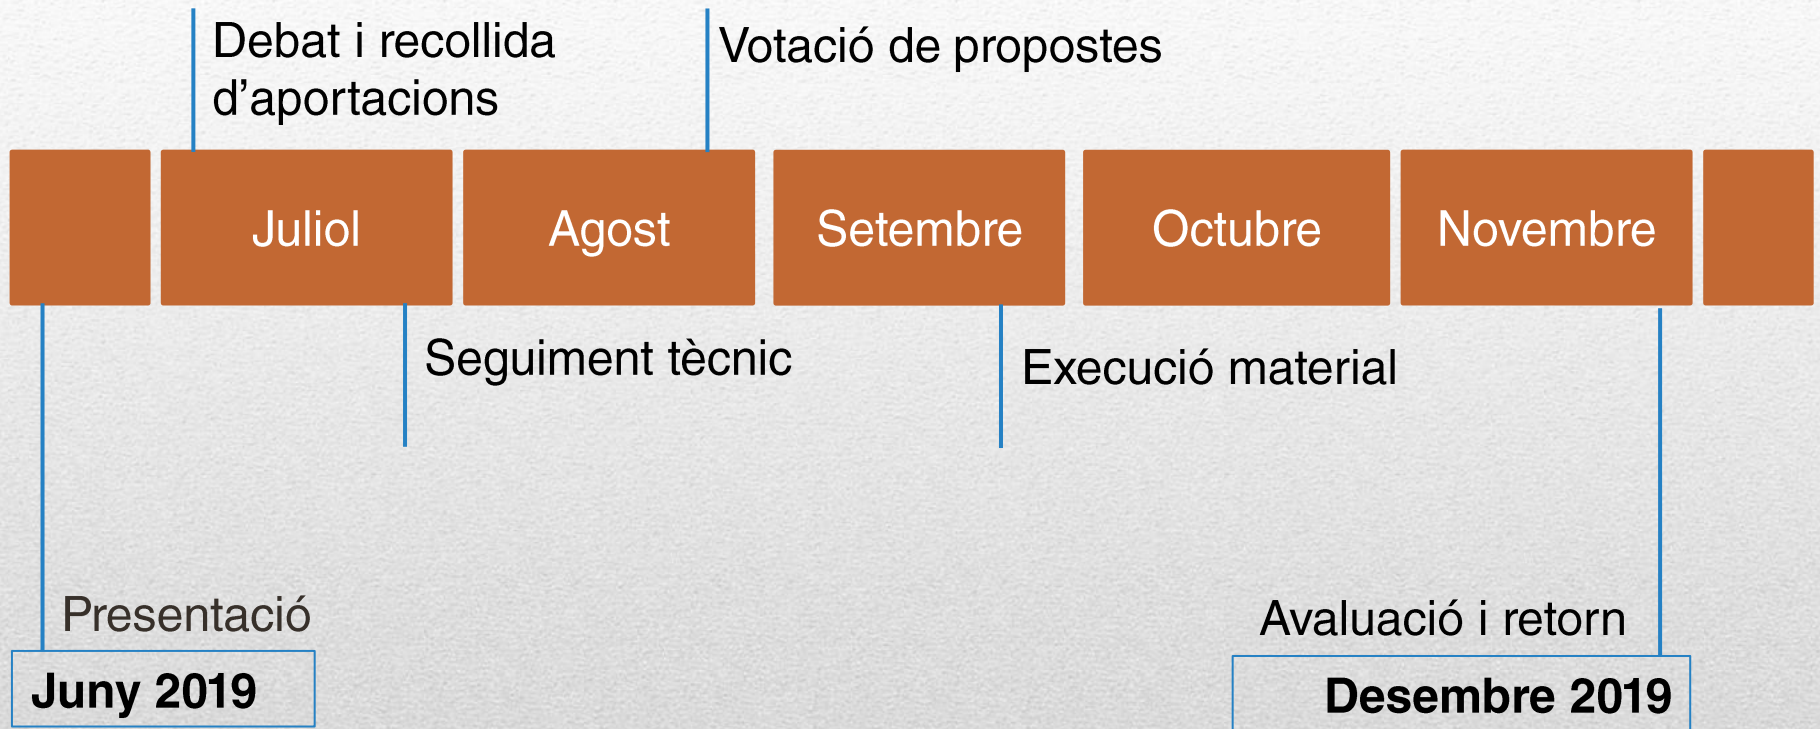 Debat i recollida
d’aportacions
Votació de propostes
Juliol
Agost
Setembre
Octubre
Novembre
Seguiment tècnic
Execució material
Presentació
Juny 2019
Avaluació i retorn
Desembre 2019